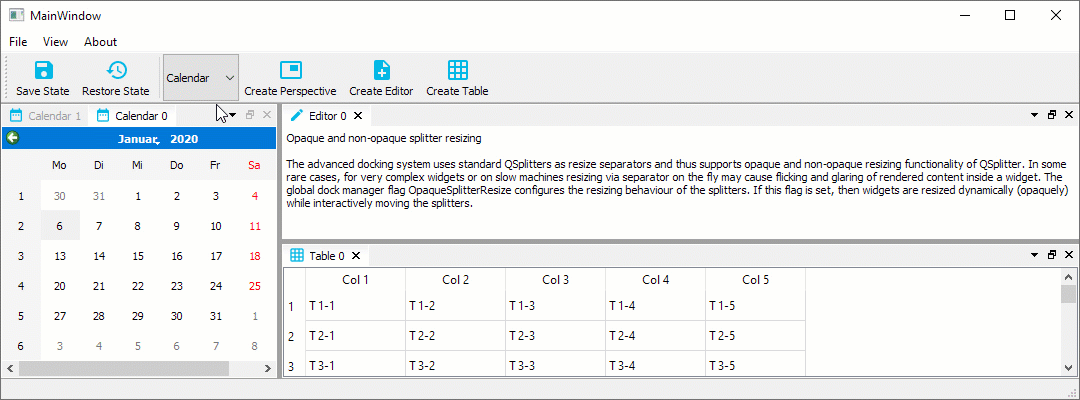 MainWindow
File View About
Save State Restore State Calendar Create Perspective Create Editor Create Table
Calendar 1 Calendar 0
Januar, 2020
Mo Di Mi Do Fr Sa
1 30 31 1 2 3 4
2 6 7 8 9 10 11
3 13 14 15 16 17 18
4 20 21 22 23 24 25
5 27 28 29 30 31 1
6 3 4 5 6 7 8
Editor 0
Opaque and non-opaque splitter resizing
The advanced docking system uses standard QSplitters as resize separators and thus supports opaque and non-opaque resizing functionality of QSplitter. In some
rare cases, for very complex widgets or on slow machines resizing via separator on the fly may cause flicking and glaring of rendered content inside a widget. The
global dock manager flag OpaqueSplitterResize configures the resizing behaviour of the splitters. If this flag is set, then widgets are resized dynamically (opaquely)
while interactively moving the splitters.
Table 0
Col 1 Col 2 Col 3 Col 4 Col 5
1 T 1-1 T 1-2 T 1-3 T 1-4 T 1-5
2 T 2-1 T 2-2 T 2-3 T 2-4 T 2-5
3 T 3-1 T 3-2 T 3-3 T 3-4 T 3-5